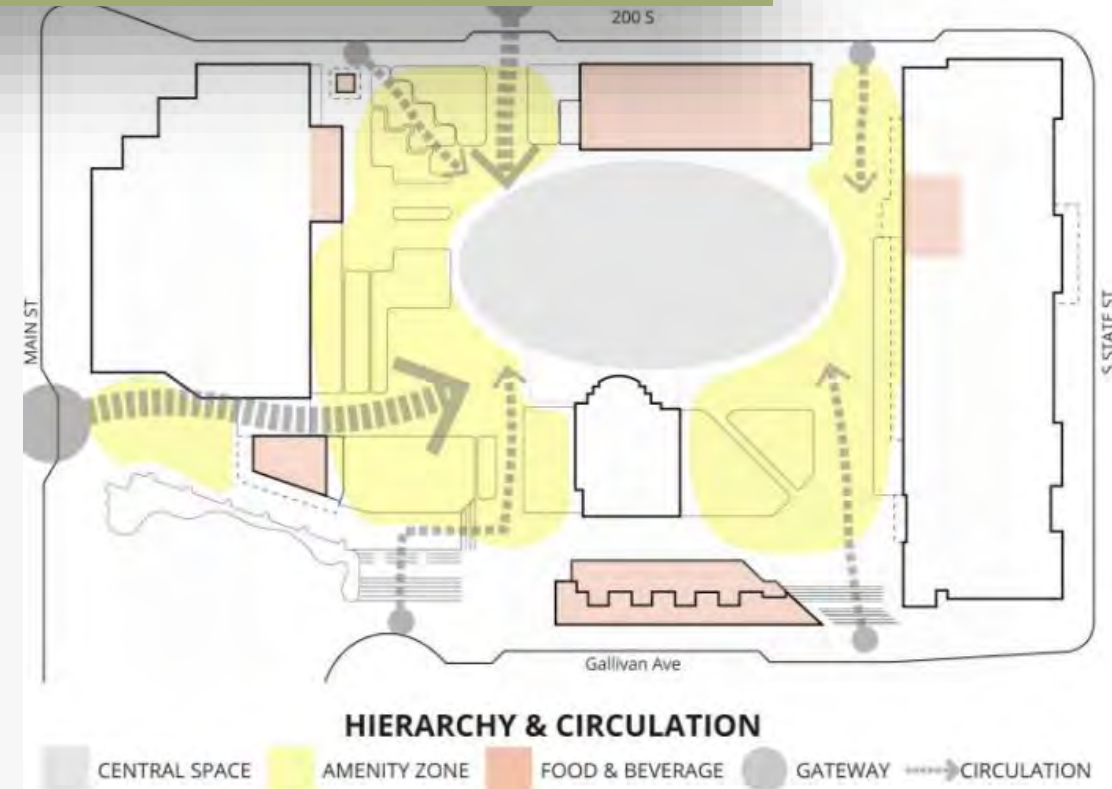 200 S
MAIN ST
S STATE ST
Gallivan Ave
HIERARCHY & CIRCULATION
CENTRAL SPACE
AMENITY ZONE
FOOD & BEVERAGE
GATEWAY
CIRCULATION